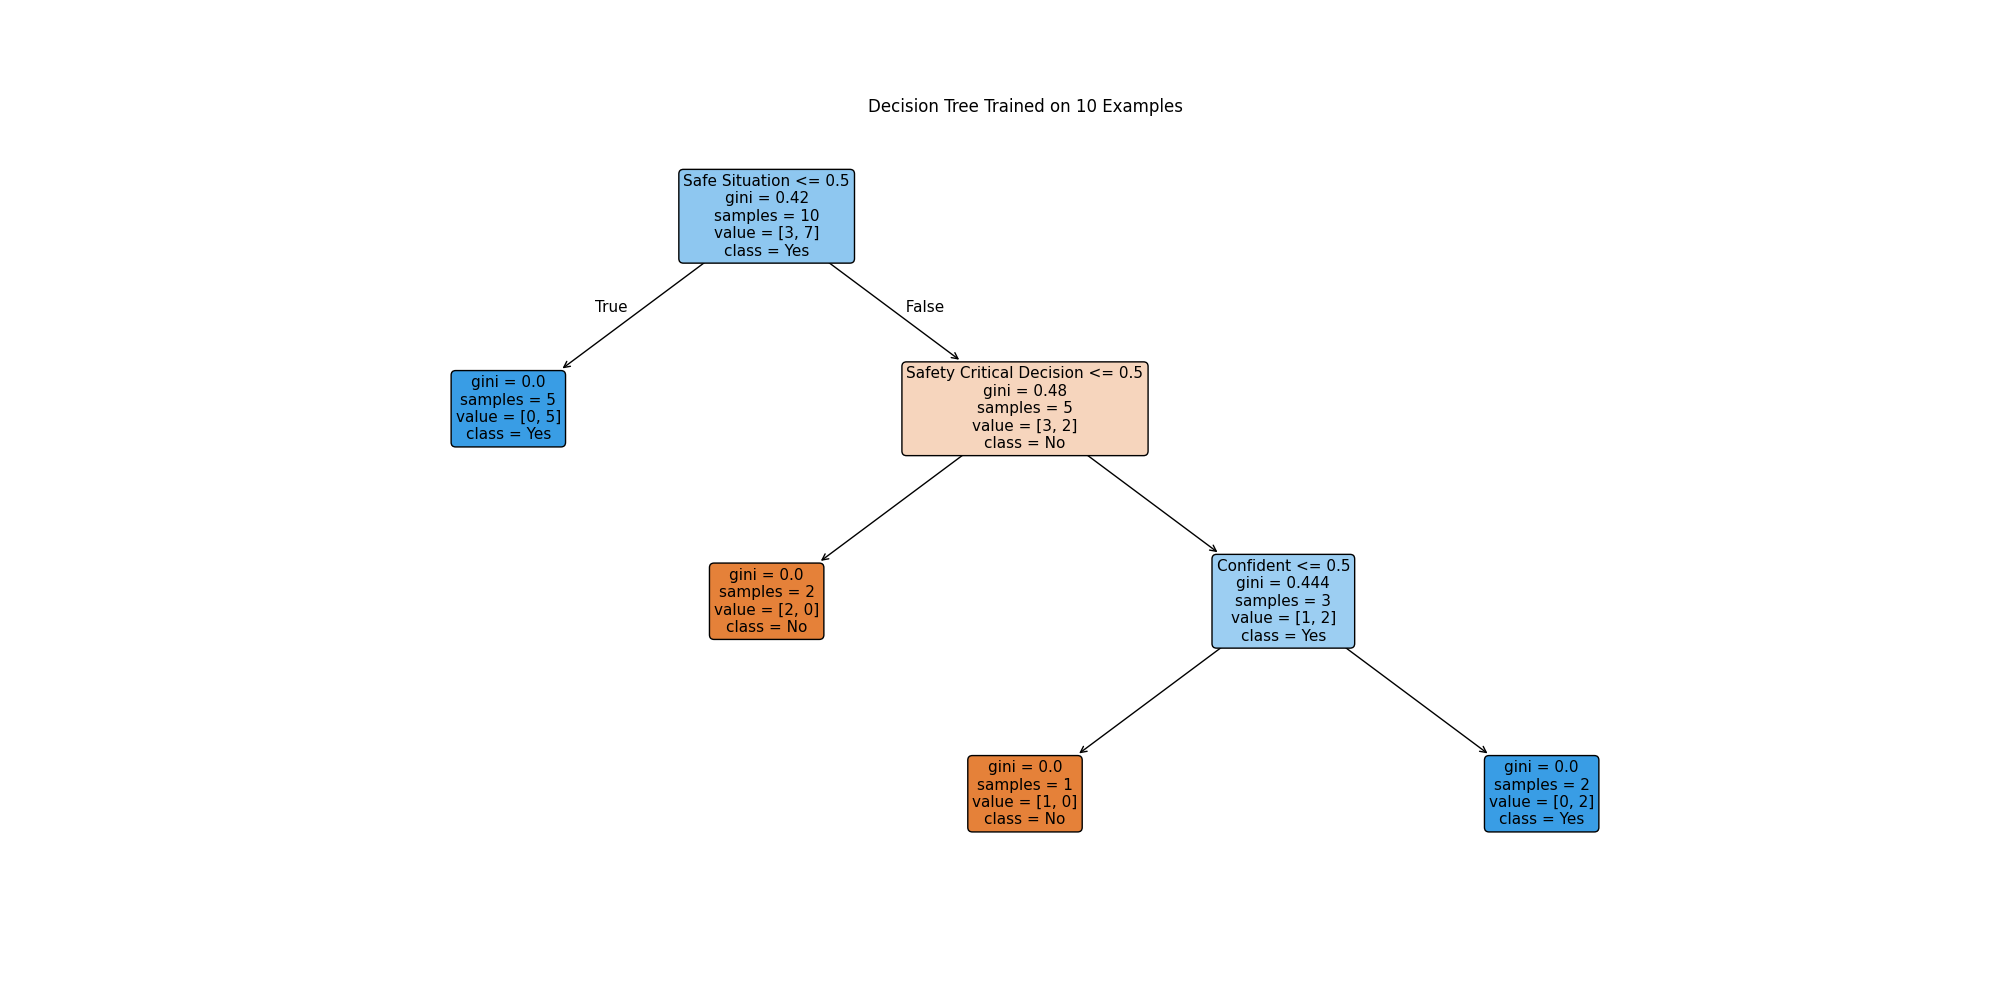 Decision Tree Trained on 10 Examples
Safe Situation <= 0.5
gini = 0.42
samples = 10
value = [3, 7]
class = Yes
True
False
gini = 0.0
samples = 5
value = [0, 5]
class = Yes
Safety Critical Decision <= 0.5
gini = 0.48
samples = 5
value = [3, 2]
class = No
gini = 0.0
samples = 2
value = [2, 0]
class = No
Confident <= 0.5
gini = 0.444
samples = 3
value = [1, 2]
class = Yes
gini = 0.0
samples = 1
value = [1, 0]
class = No
gini = 0.0
samples = 2
value = [0, 2]
class = Yes